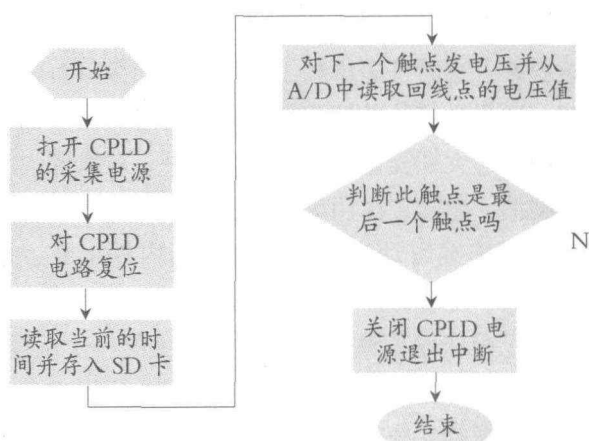 开始
打开 CPLD
的采集电源
对 CPLD
电路复位
读取当前的时
间并存入 SD 卡
对下一个触点发电压并从
A/D中读取回线点的电压值
判断此触点是最
后一个触点吗
N
关闭 CPLD 电
源退出中断
结束